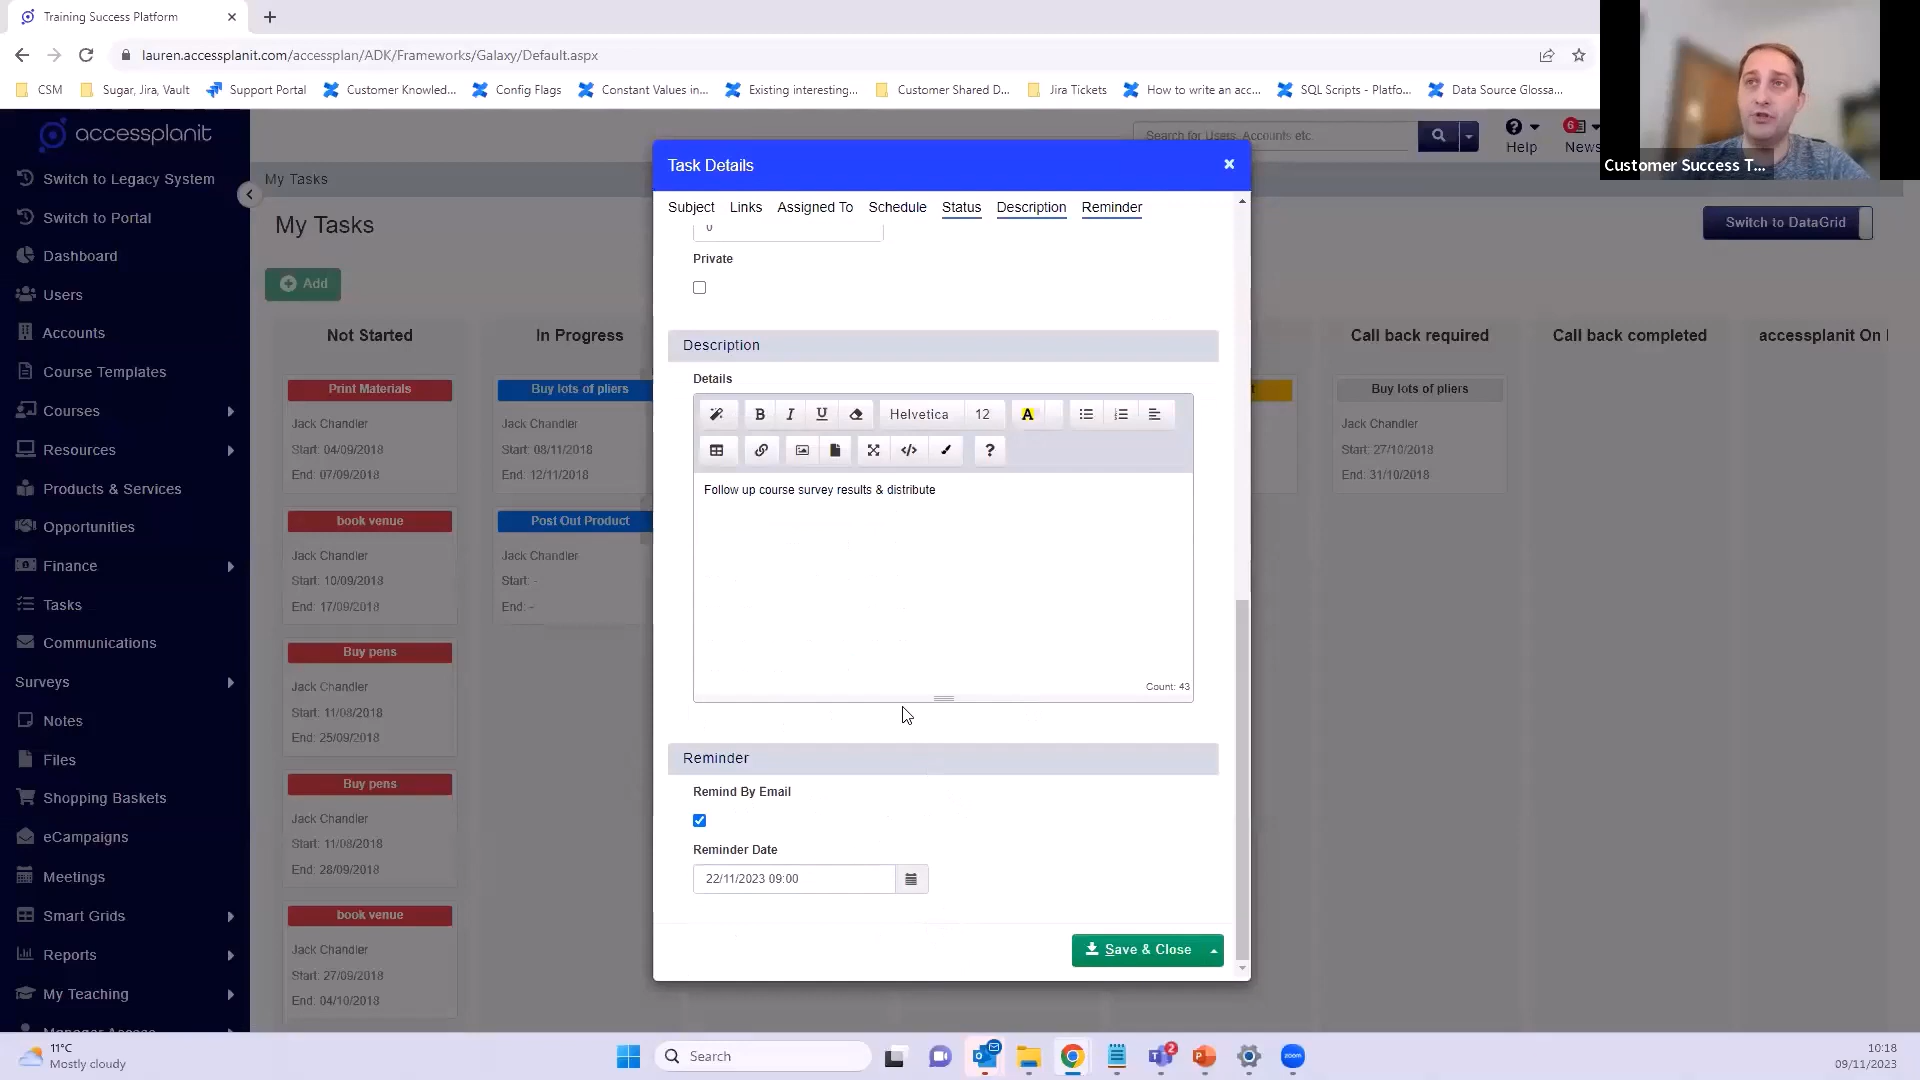 Training Success Platform
lauren.accessplanit.com/accessplan/ADK/Frameworks/Galaxy/Default.aspx
CSM
Sugar, Jira, Vault
Support Portal
Customer Knowled...
Config Flags
Constant Values in...
Existing interesting...
Customer Shared D...
Jira Tickets
How to write an acc...
SQL Scripts - Platfo...
Data Source Glossa...
Customer Success T...
accessplanit
Search for Users, Accounts etc.
Help
6
News
Switch to Legacy System
Switch to Portal
Dashboard
Users
Accounts
Course Templates
Courses
Resources
Products & Services
Opportunities
Finance
Tasks
Communications
Surveys
Notes
Files
Shopping Baskets
eCampaigns
Meetings
Smart Grids
Reports
My Teaching
Manager Access
My Tasks
My Tasks
Switch to DataGrid
Add
Not Started
Print Materials
Jack Chandler
Start: 04/09/2018
End: 07/09/2018
book venue
Jack Chandler
Start: 10/09/2018
End: 17/09/2018
Buy pens
Jack Chandler
Start: 11/08/2018
End: 25/09/2018
Buy pens
Jack Chandler
Start: 11/08/2018
End: 28/09/2018
book venue
Jack Chandler
Start: 27/09/2018
End: 04/10/2018
In Progress
Buy lots of pliers
Jack Chandler
Start: 08/11/2018
End: 12/11/2018
Post Out Product
Jack Chandler
Start: -
End: -
Task Details
Subject Links Assigned To Schedule Status Description Reminder
0
Private
Description
Details
Helvetica 12 A
Follow up course survey results & distribute
Count: 43
Reminder
Remind By Email
Reminder Date
22/11/2023 09:00
Save & Close
t
Call back required
Buy lots of pliers
Jack Chandler
Start: 27/10/2018
End: 31/10/2018
Call back completed
accessplanit On
11°C
Mostly cloudy
Search
2
zoom
10:18
09/11/2023